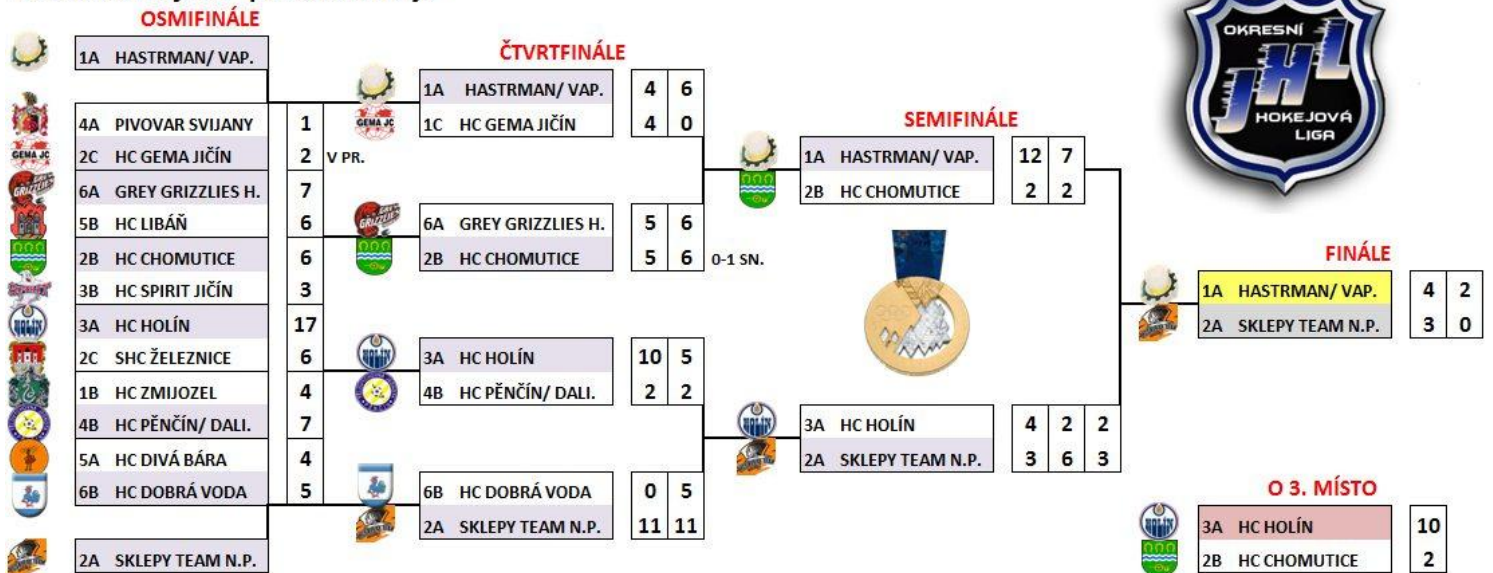 OSMIFINÁLE
1A HASTRMAN/ VAP.
4A PIVOVAR SVIJANY 1
2C HC GEMA JIČÍN 2 V PR.
6A GREY GRIZZLIES H. 7
5B HC LIBÁŇ 6
2B HC CHOMUTICE 6
3B HC SPIRIT JIČÍN 3
3A HC HOLÍN 17
2C SHC ŽELEZNICE 6
1B HC ZMIJOZEL 4
4B HC PĚNČÍN/ DALI. 7
5A HC DIVÁ BÁRA 4
6B HC DOBRÁ VODA 5
2A SKLEPY TEAM N.P.
ČTVRTFINÁLE
1A HASTRMAN/ VAP. 4 6
1C HC GEMA JIČÍN 4 0
6A GREY GRIZZLIES H. 5 6
2B HC CHOMUTICE 5 6 0-1 SN.
3A HC HOLÍN 10 5
4B HC PĚNČÍN/ DALI. 2 2
6B HC DOBRÁ VODA 0 5
2A SKLEPY TEAM N.P. 11 11
SEMIFINÁLE
1A HASTRMAN/ VAP. 12 7
2B HC CHOMUTICE 2 2
3A HC HOLÍN 4 2 2
2A SKLEPY TEAM N.P. 3 6 3
OKRESNÍ
JHL
HOKEJOVÁ
LIGA
FINÁLE
1A HASTRMAN/ VAP. 4 2
2A SKLEPY TEAM N.P. 3 0
O 3. MÍSTO
3A HC HOLÍN 10
2B HC CHOMUTICE 2
GEMA JC
GEMA JC
HOLÍN
HOLÍN
HOLÍN
HOLÍN